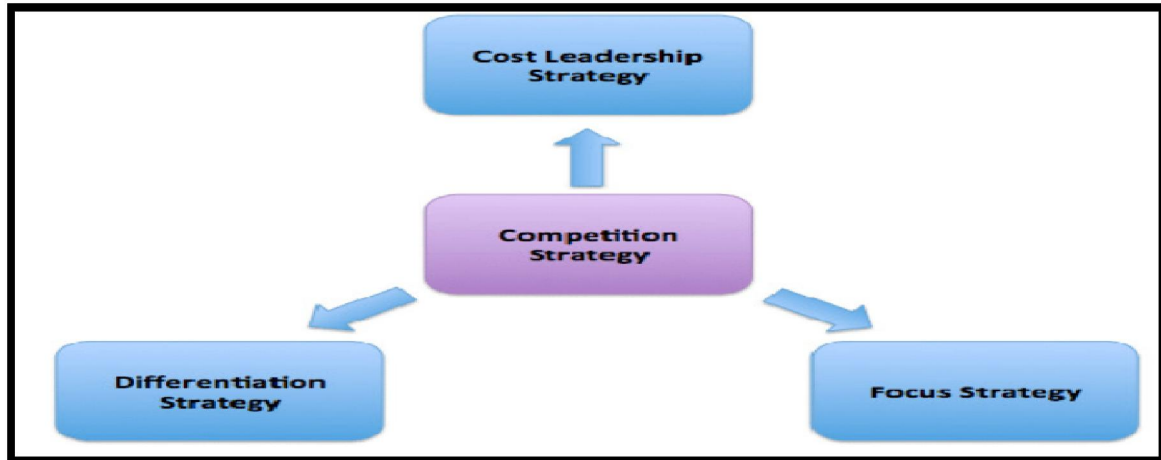 Cost Leadership
Strategy
Competition
Strategy
Differentiation
Strategy
Focus Strategy